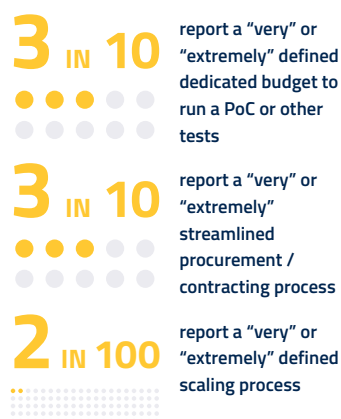 3 IN 10
report a “very” or
“extremely” defined
dedicated budget to
run a PoC or other
tests
3 IN 10
report a “very” or
“extremely”
streamlined
procurement /
contracting process
2 IN 100
report a “very” or
“extremely” defined
scaling process